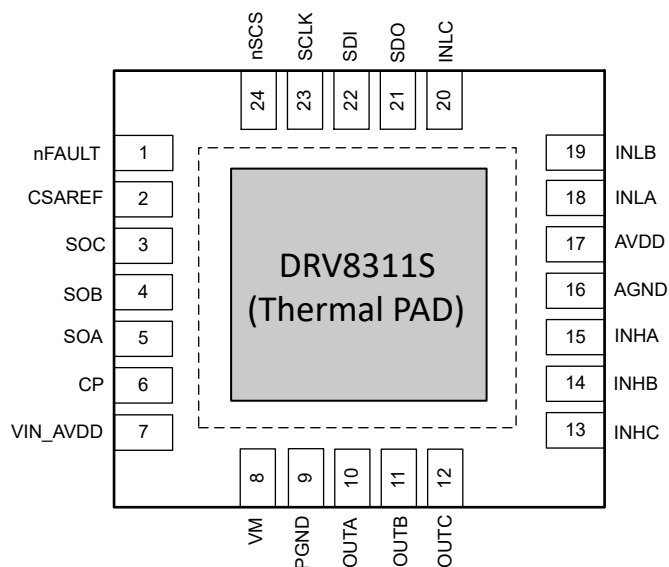 nSCS
SCLK
SDI
SDO
INLC
24
23
22
21
20
nFAULT 1
CSAREF 2
SOC 3
SOB 4
SOA 5
CP 6
VIN_AVDD 7
DRV8311S
(Thermal PAD)
19 INLB
18 INLA
17 AVDD
16 AGND
15 INHA
14 INHB
13 INHC
8
9
10
11
12
VM
PGND
OUTA
OUTB
OUTC